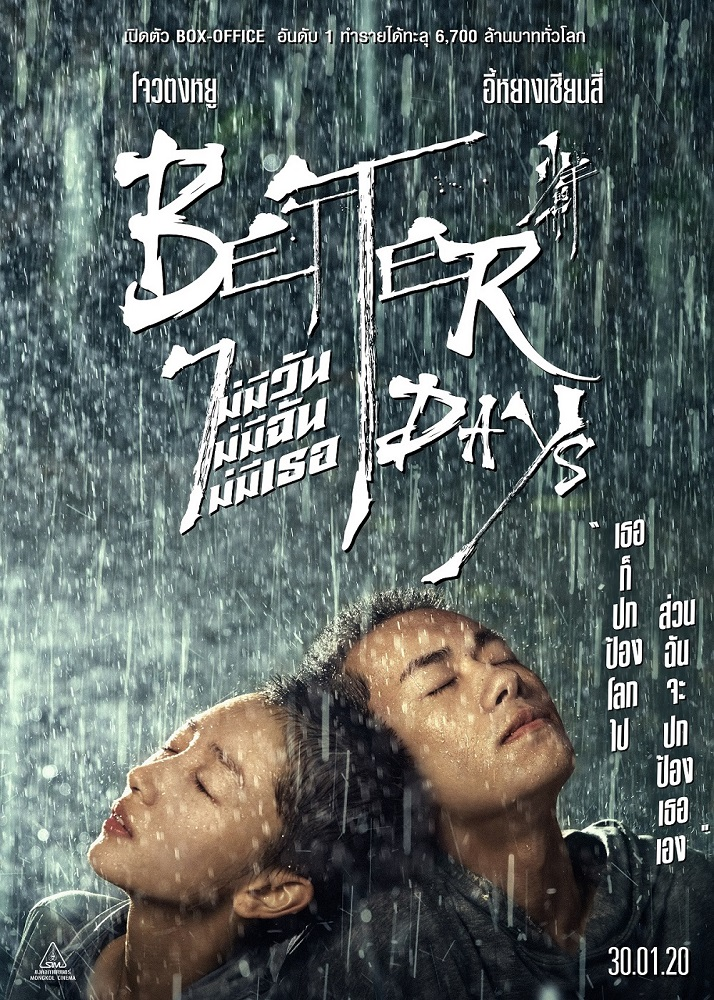 เปิดตัว BOX-OFFICE อันดับ 1 ทำรายได้ทะลุ 6,700 ล้านบาททั่วโลก
โจวตงหยู
อี้หยางเชียนสี่
BETTER
DAYS
ไม่มีวัน
ไม่มีฉัน
ไม่มีเธอ
“เธอ
ก็
ปก
ป้อง
โลก
ไป
ส่วน
ฉัน
จะ
ปก
ป้อง
เธอ
เอง”
MONGKOL CINEMA
30.01.20